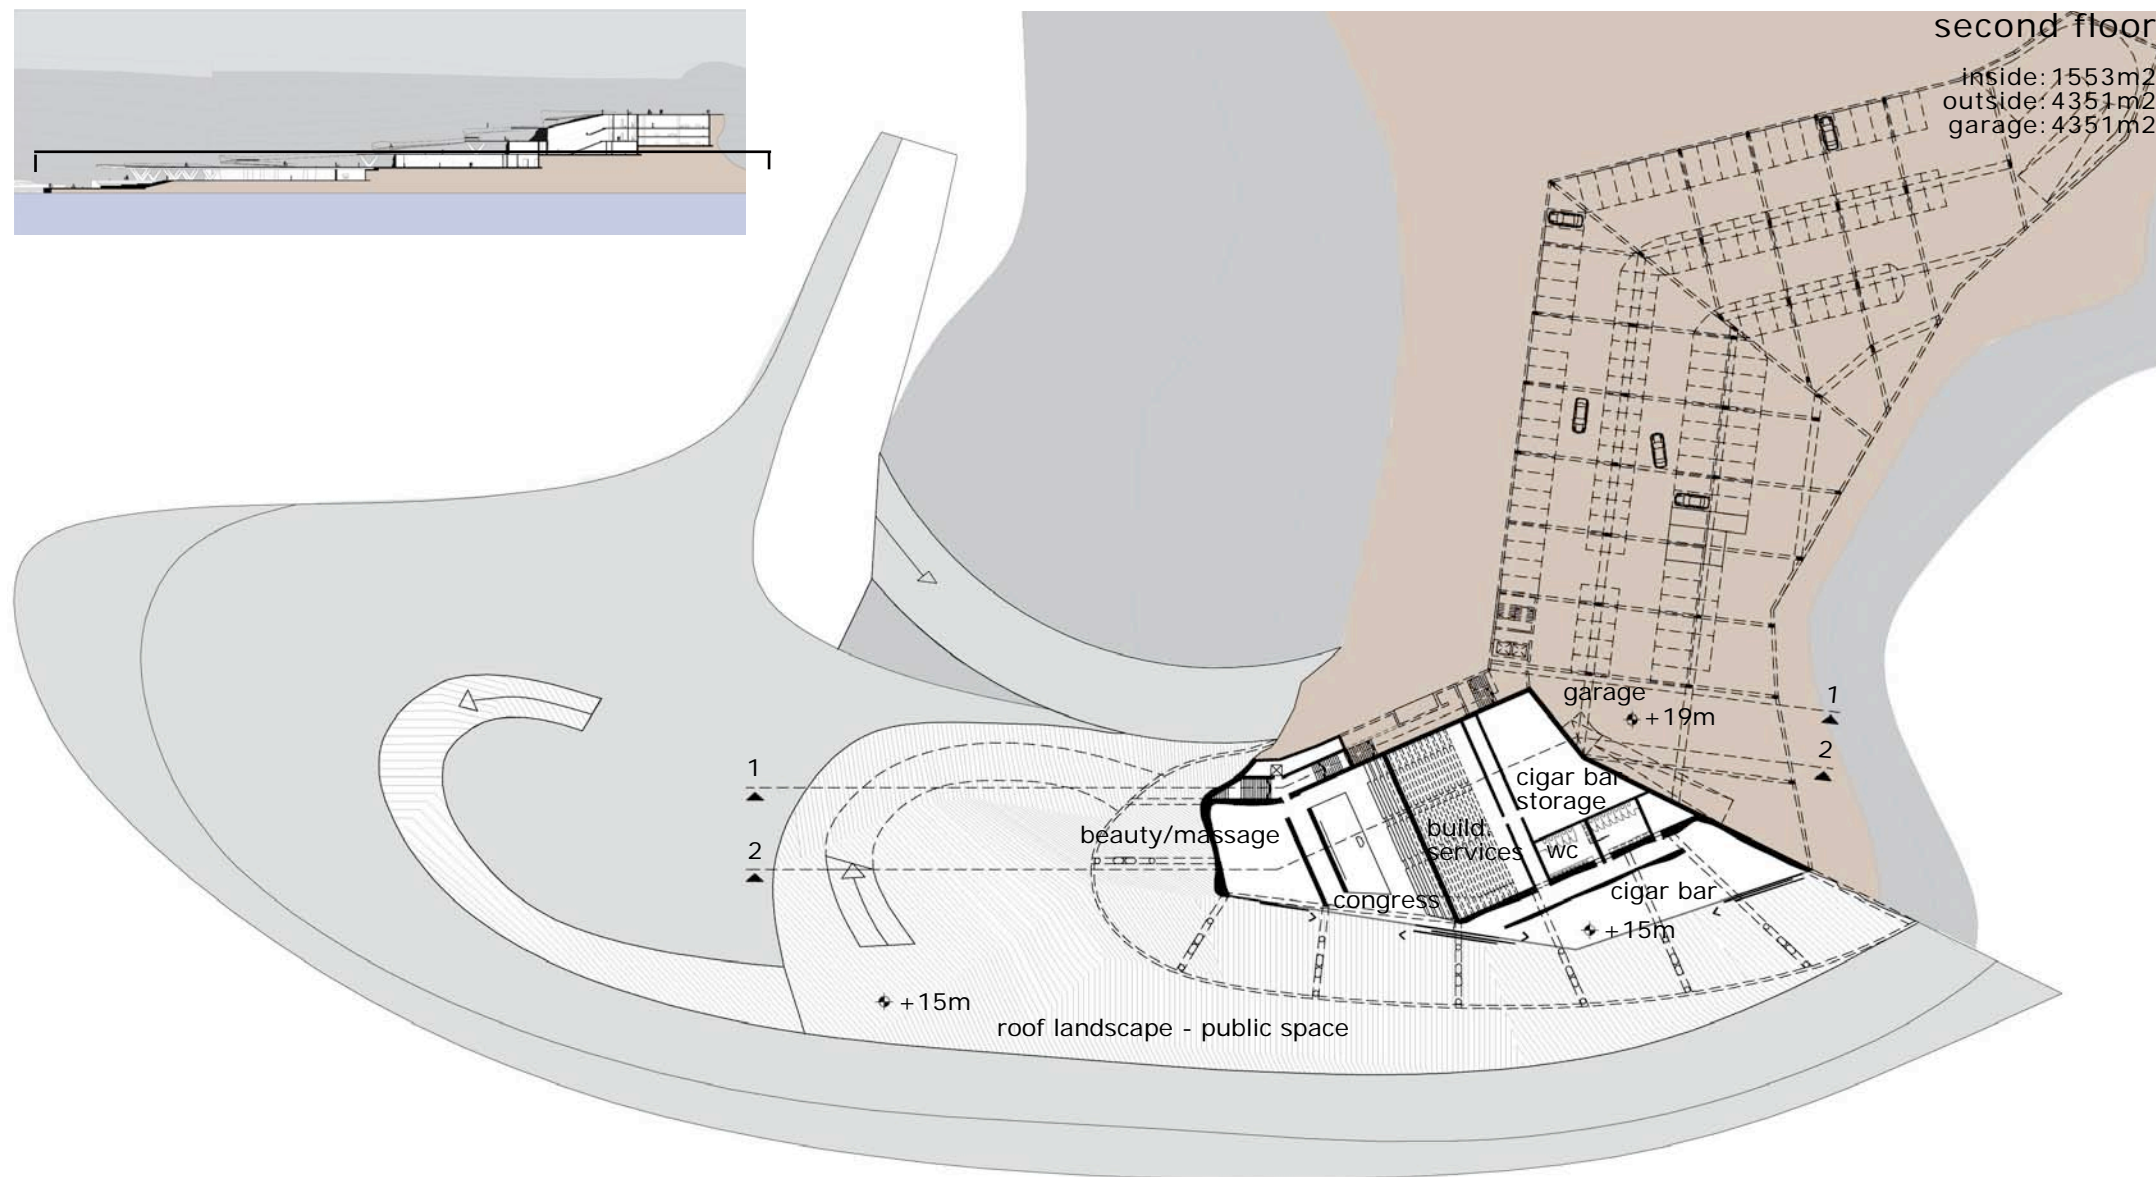 second floor
inside: 1553m2
outside: 4351m2
garage: 4351m2
garage
1
+19m
2
1
cigar bar
storage
beauty/massage
build.
services
2
wc
cigar bar
congress
+15m
+15m
roof landscape - public space